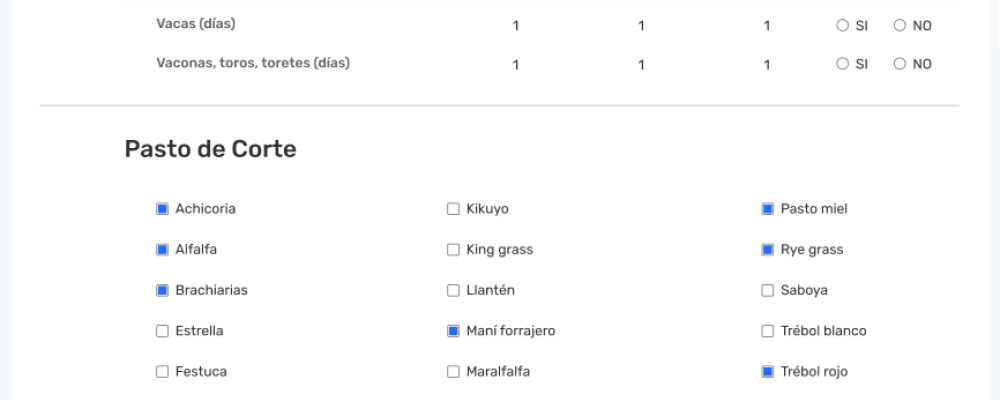 Vacas (días) 1 1 1 SI NO
Vaconas, toros, toretes (días) 1 1 1 SI NO
Pasto de Corte
Achicoria Kikuyo Pasto miel
Alfalfa King grass Rye grass
Brachiarias Llantén Saboya
Estrella Maní forrajero Trébol blanco
Festuca Maralfalfa Trébol rojo